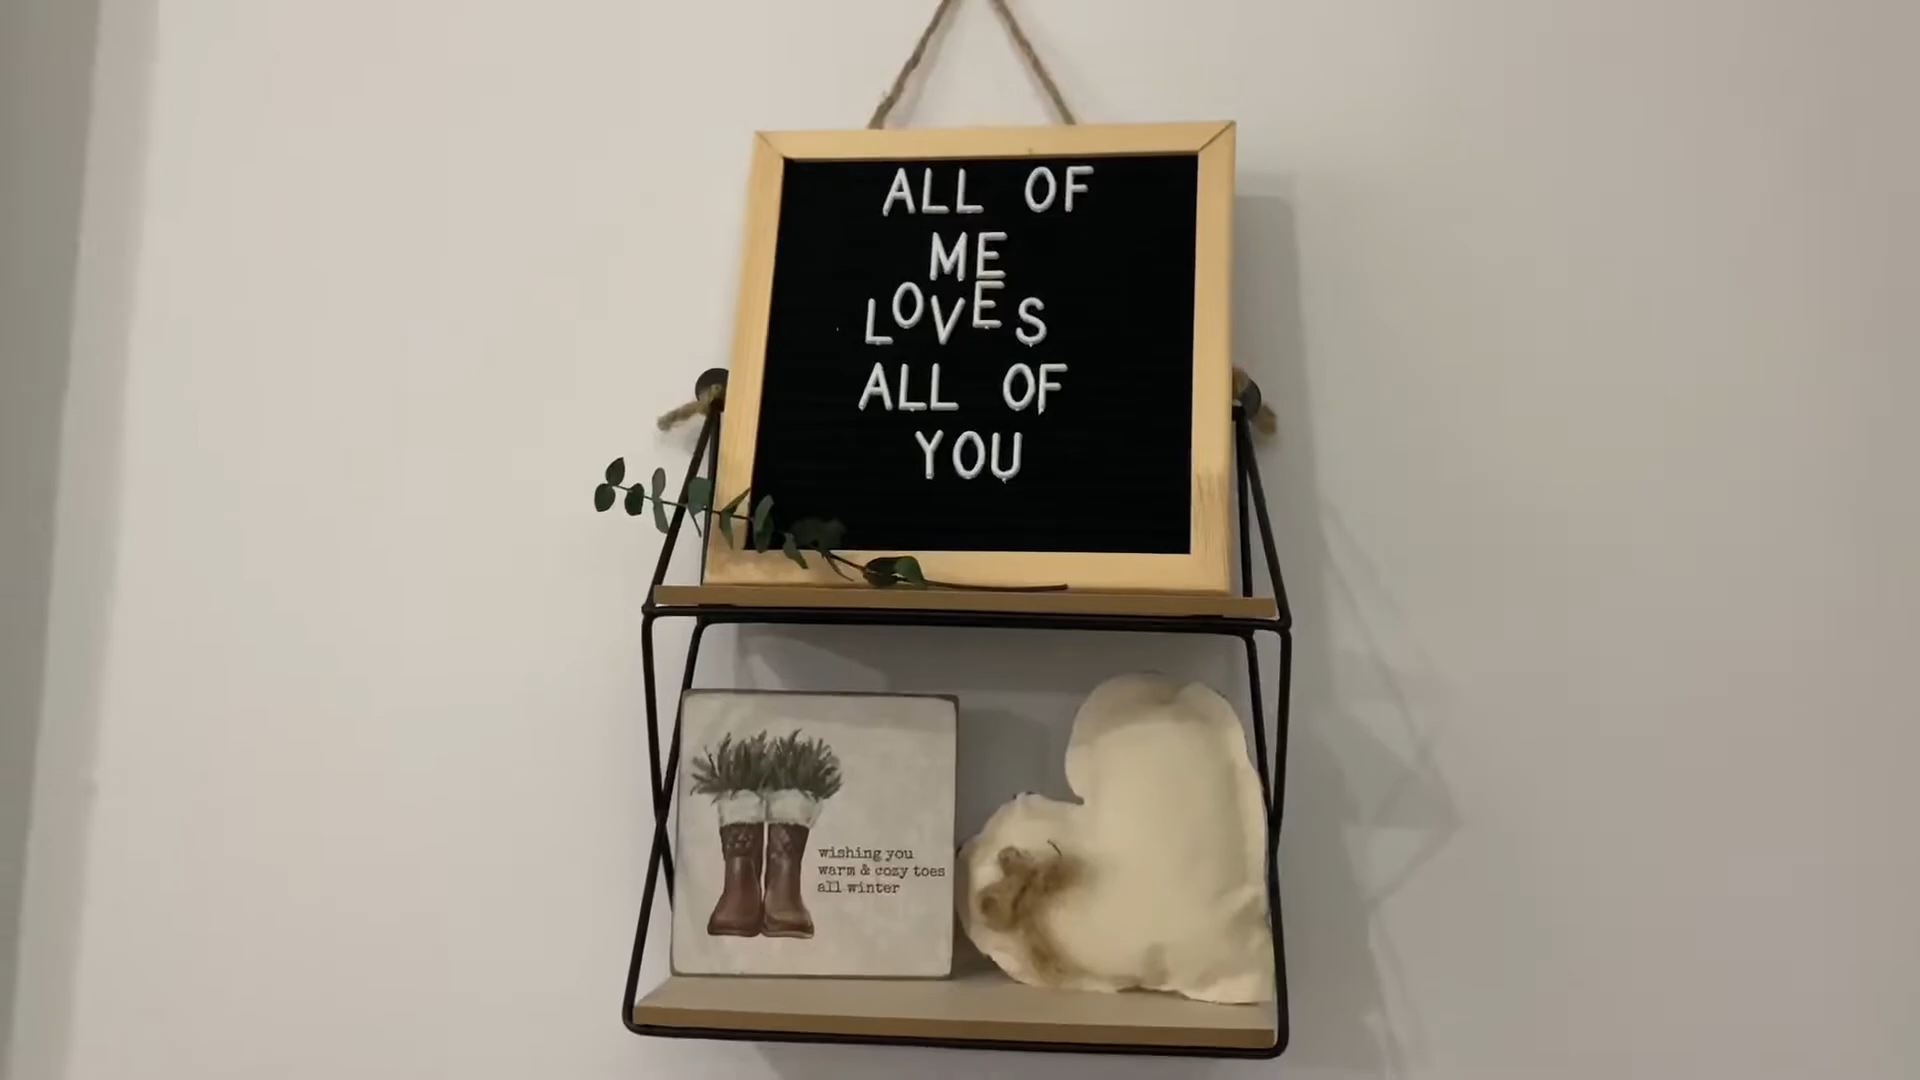 ALL OF
ME
LOVES
ALL OF
YOU
wishing you
warm & cozy toes
all winter